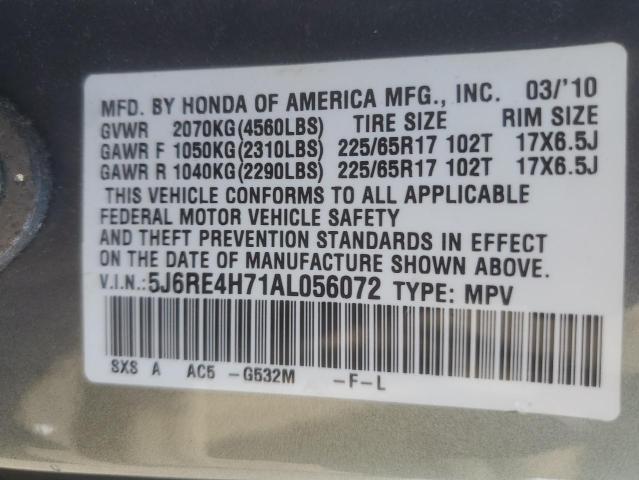 MFD. BY HONDA OF AMERICA MFG., INC. 03/'10
GVWR 2070KG(4560LBS) TIRE SIZE RIM SIZE
GAWR F 1050KG(2310LBS) 225/65R17 102T 17X6.5J
GAWR R 1040KG(2290LBS) 225/65R17 102T 17X6.5J
THIS VEHICLE CONFORMS TO ALL APPLICABLE
FEDERAL MOTOR VEHICLE SAFETY
AND THEFT PREVENTION STANDARDS IN EFFECT
ON THE DATE OF MANUFACTURE SHOWN ABOVE.
V.I.N.:5J6RE4H71AL056072 TYPE: MPV
SXS A AC5 -G532M -F-L